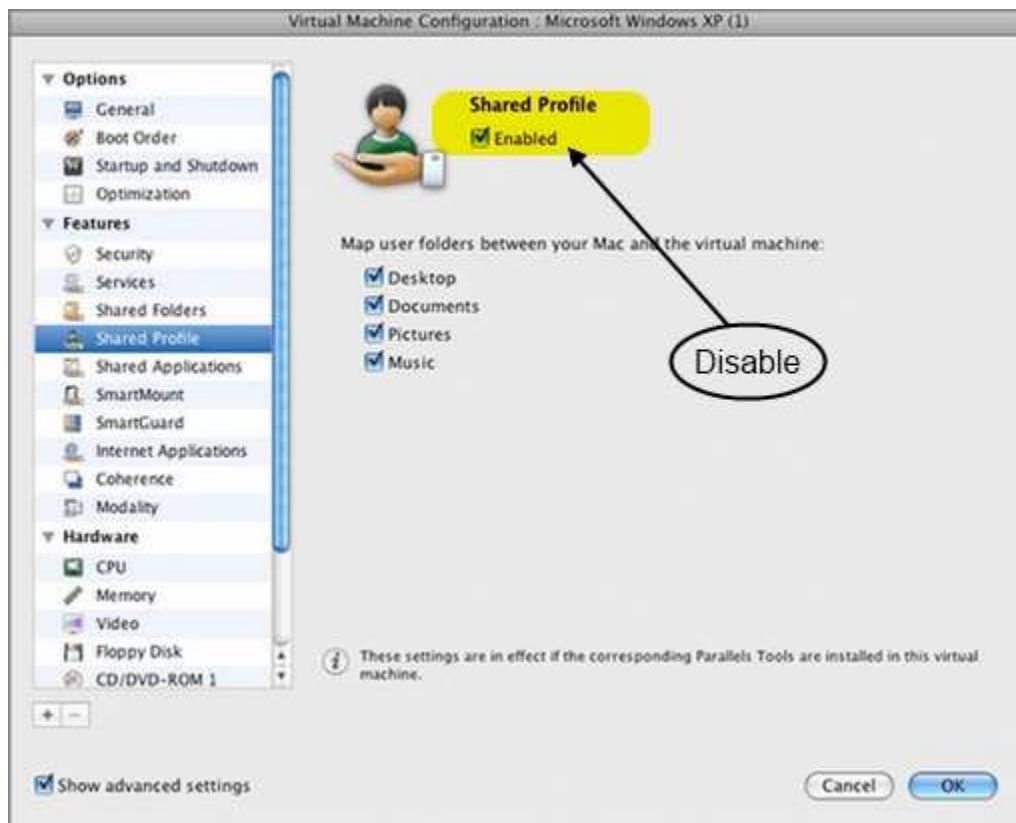 Virtual Machine Configuration : Microsoft Windows XP (1)
Options
General
Boot Order
Startup and Shutdown
Optimization
Features
Security
Services
Shared Folders
Shared Profile
Shared Applications
SmartMount
SmartGuard
Internet Applications
Coherence
Modality
Hardware
CPU
Memory
Video
Floppy Disk
CD/DVD-ROM 1
+ −
Show advanced settings
Shared Profile
Enabled
Map user folders between your Mac and the virtual machine:
Desktop
Documents
Pictures
Music
Disable
These settings are in effect if the corresponding Parallels Tools are installed in this virtual
machine.
Cancel
OK